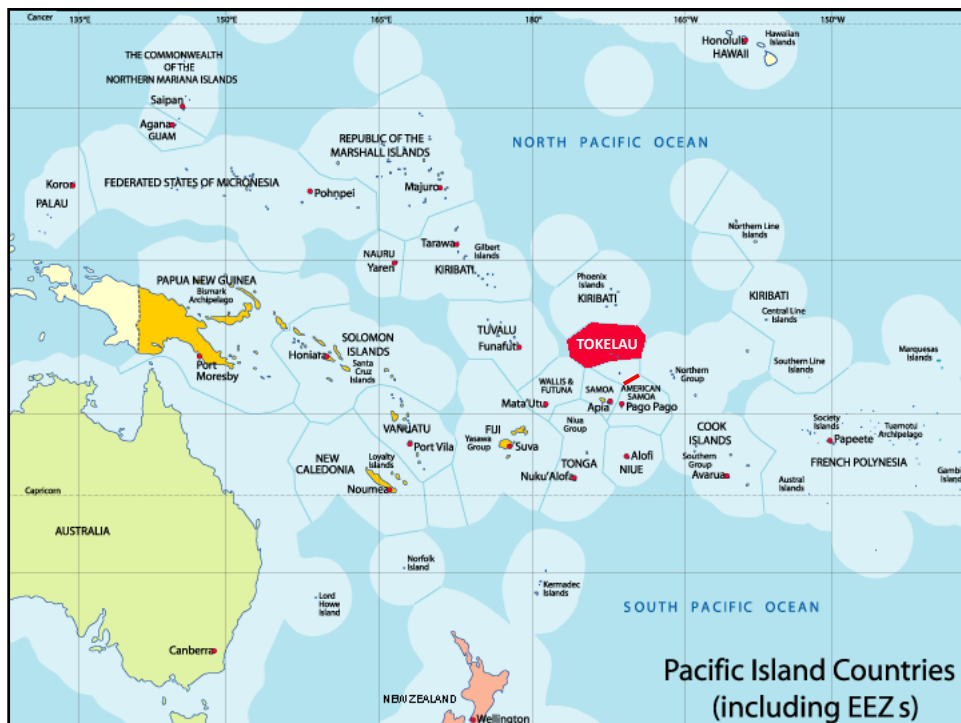 Cancer
135°E
150°E
165°E
180°
165°W
150°W
Honolulu
HAWAII
Hawaiian
Islands
THE COMMONWEALTH
OF THE
NORTHERN MARIANA ISLANDS
Saipan
Agana
GUAM
REPUBLIC OF THE
MARSHALL ISLANDS
NORTH PACIFIC OCEAN
Koror
PALAU
FEDERATED STATES OF MICRONESIA
Pohnpei
Majuro
Northern Line
Islands
Tarawa
Gilbert
Islands
KIRIBATI
NAURU
Yaren
PAPUA NEW GUINEA
Bismark
Archipelago
Phoenix
Islands
KIRIBATI
KIRIBATI
Central Line
Islands
TUVALU
Funafuti
TOKELAU
SOLOMON
ISLANDS
Honiara
Santa
Cruz
Islands
Port
Moresby
Marquesas
Islands
Southern Line
Islands
Northern
Group
WALLIS &
FUTUNA
Mata'Utu
SAMOA
Apia
AMERICAN
SAMOA
Pago Pago
VANUATU
Port Vila
FIJI
Yasawa
Group
Suva
Niua
Group
COOK
ISLANDS
Society
Islands
Papeete
Tuemotu
Archipelago
FRENCH POLYNESIA
NEW
CALEDONIA
Loyalty
Islands
Noumea
TONGA
Nuku'Alofa
Alofi
NIUE
Southern
Group
Avarua
Austral
Islands
Gambi
Island
Capricorn
AUSTRALIA
Norfolk
Island
Lord
Howe
Island
Kermadec
Islands
SOUTH PACIFIC OCEAN
Canberra
NEW ZEALAND
Wellington
Pacific Island Countries
(including EEZ s)